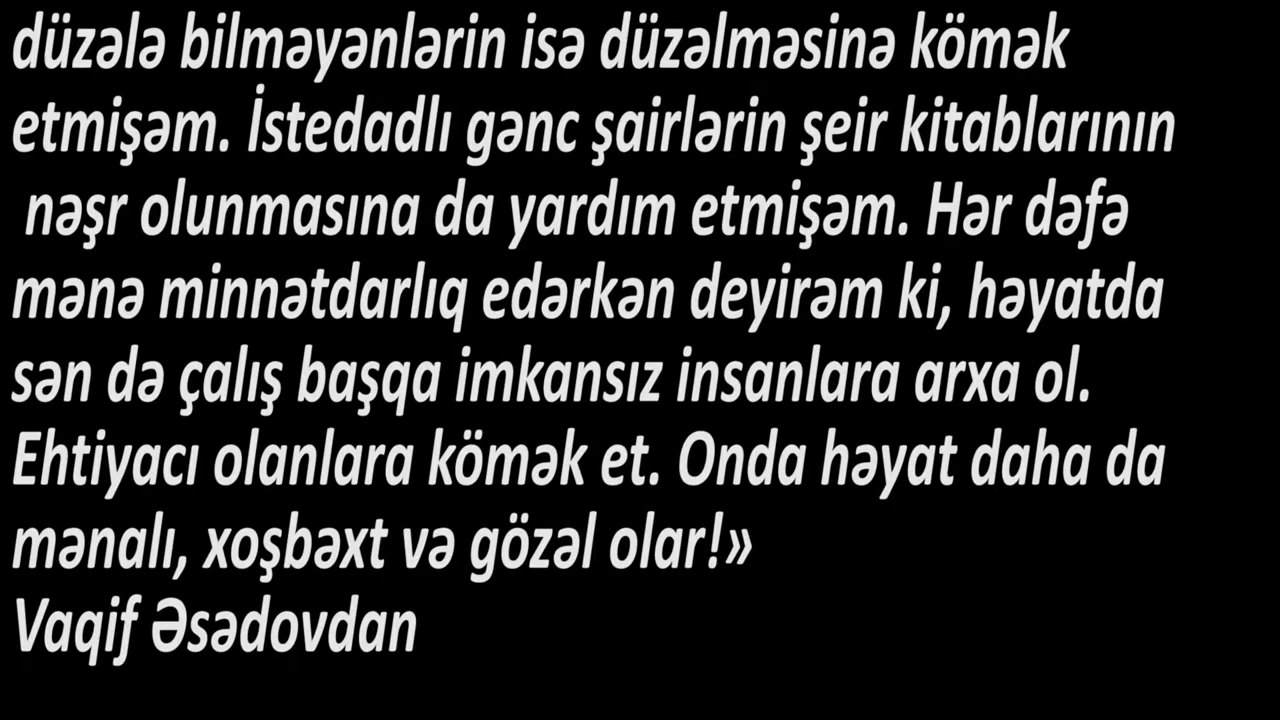 düzələ bilməyənlərin isə düzəlməsinə kömək
etmişəm. İstedadlı gənc şairlərin şeir kitablarının
nəşr olunmasına da yardım etmişəm. Hər dəfə
mənə minnətdarlıq edərkən deyirəm ki, həyatda
sən də çalış başqa imkansız insanlara arxa ol.
Ehtiyacı olanlara kömək et. Onda həyat daha da
mənalı, xoşbəxt və gözəl olar!»
Vaqif Əsədovdan